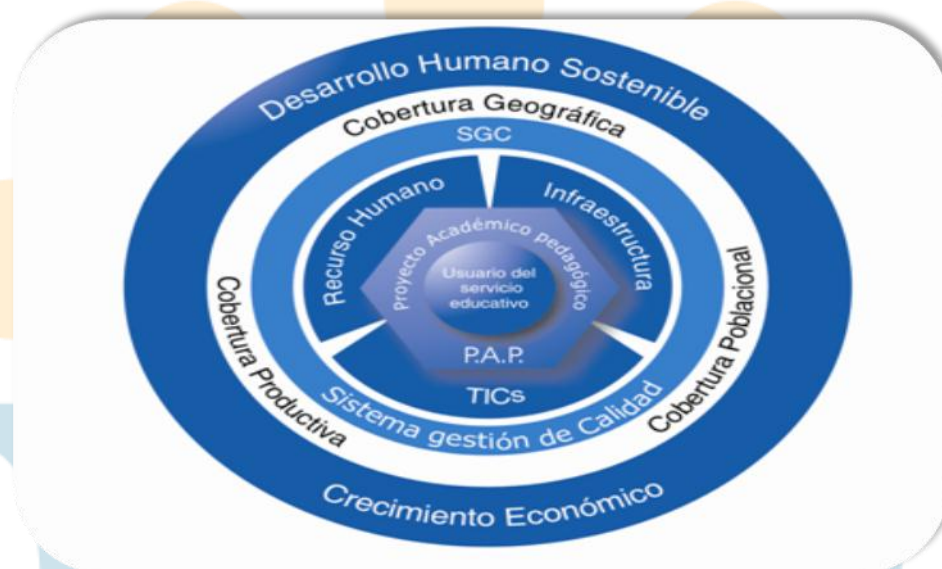 Desarrollo Humano Sostenible
Cobertura Geográfica
SGC
Recurso Humano
Infraestructura
Proyecto Académico pedagógico
Usuario del
servicio
educativo
P.A.P.
TICs
Cobertura Productiva
Cobertura Poblacional
Sistema gestión de Calidad
Crecimiento Económico